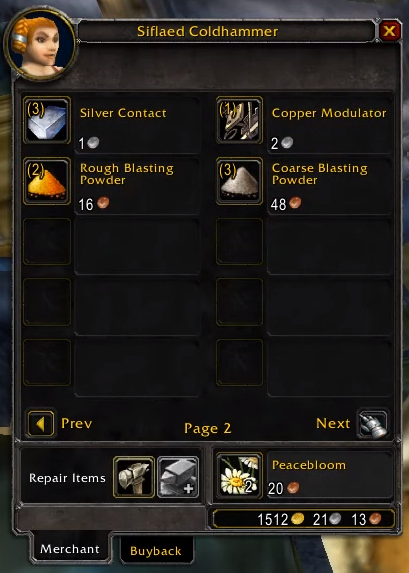 Siflaed Coldhammer
(3)
Silver Contact
1
(1)
Copper Modulator
2
(2)
Rough Blasting
Powder
16
(3)
Coarse Blasting
Powder
48
Prev
Page 2
Next
Repair Items
2
Peacebloom
20
1512 21 13
Merchant
Buyback